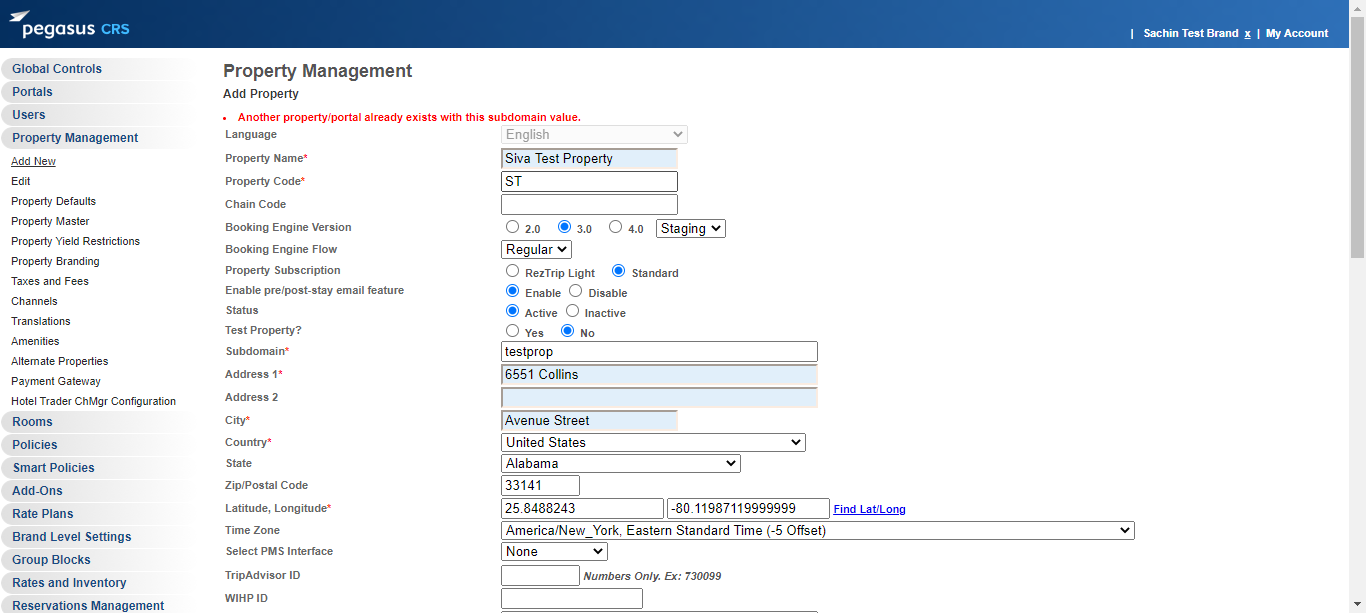 pegasus CRS
| Sachin Test Brand x | My Account
Global Controls
Portals
Users
Property Management
Add New
Edit
Property Defaults
Property Master
Property Yield Restrictions
Property Branding
Taxes and Fees
Channels
Translations
Amenities
Alternate Properties
Payment Gateway
Hotel Trader ChMgr Configuration
Rooms
Policies
Smart Policies
Add-Ons
Rate Plans
Brand Level Settings
Group Blocks
Rates and Inventory
Reservations Management
Property Management
Add Property
• Another property/portal already exists with this subdomain value.
Language English
Property Name* Siva Test Property
Property Code* ST
Chain Code
Booking Engine Version 2.0 3.0 4.0 Staging
Booking Engine Flow Regular
Property Subscription RezTrip Light Standard
Enable pre/post-stay email feature Enable Disable
Status Active Inactive
Test Property? Yes No
Subdomain* testprop
Address 1* 6551 Collins
Address 2
City* Avenue Street
Country* United States
State Alabama
Zip/Postal Code 33141
Latitude, Longitude* 25.8488243 -80.11987119999999 Find Lat/Long
Time Zone America/New_York, Eastern Standard Time (-5 Offset)
Select PMS Interface None
TripAdvisor ID Numbers Only. Ex: 730099
WIHP ID